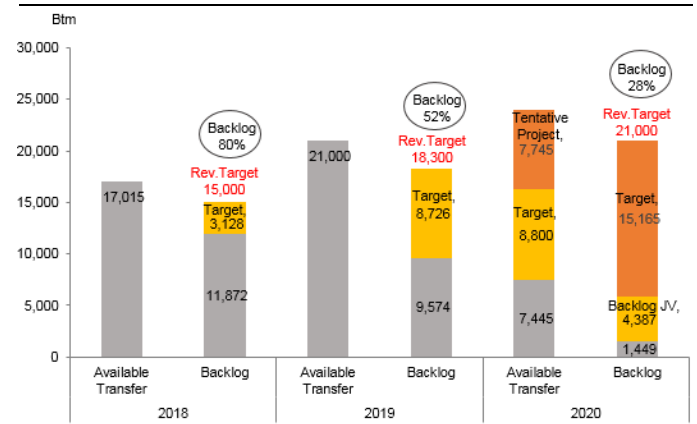 Btm
30,000
25,000
20,000
15,000
10,000
5,000
0
17,015
Backlog
80%
Rev.Target
15,000
Target,
3,128
11,872
21,000
Backlog
52%
Rev.Target
18,300
Target,
8,726
9,574
Tentative
Project,
7,745
Target,
8,800
7,445
Backlog
28%
Rev.Target
21,000
Target,
15,165
Backlog JV,
4,387
1,449
Available
Transfer
Backlog
Available
Transfer
Backlog
Available
Transfer
Backlog
2018
2019
2020